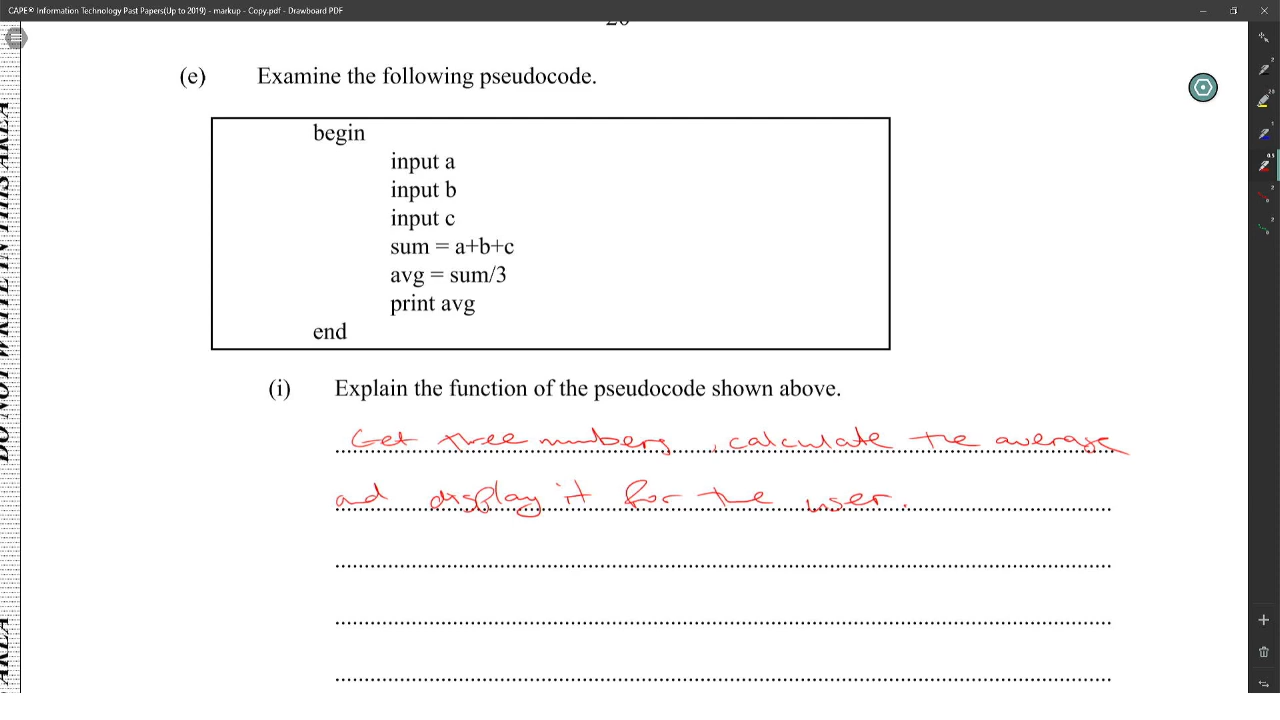 CAPE® Information Technology Past Papers(Up to 2019) - markup - Copy.pdf - Drawboard PDF
(e) Examine the following pseudocode.
begin
input a
input b
input c
sum = a+b+c
avg = sum/3
print avg
end
(i) Explain the function of the pseudocode shown above.
Get three numbers, calculate the average
and display it for the user.